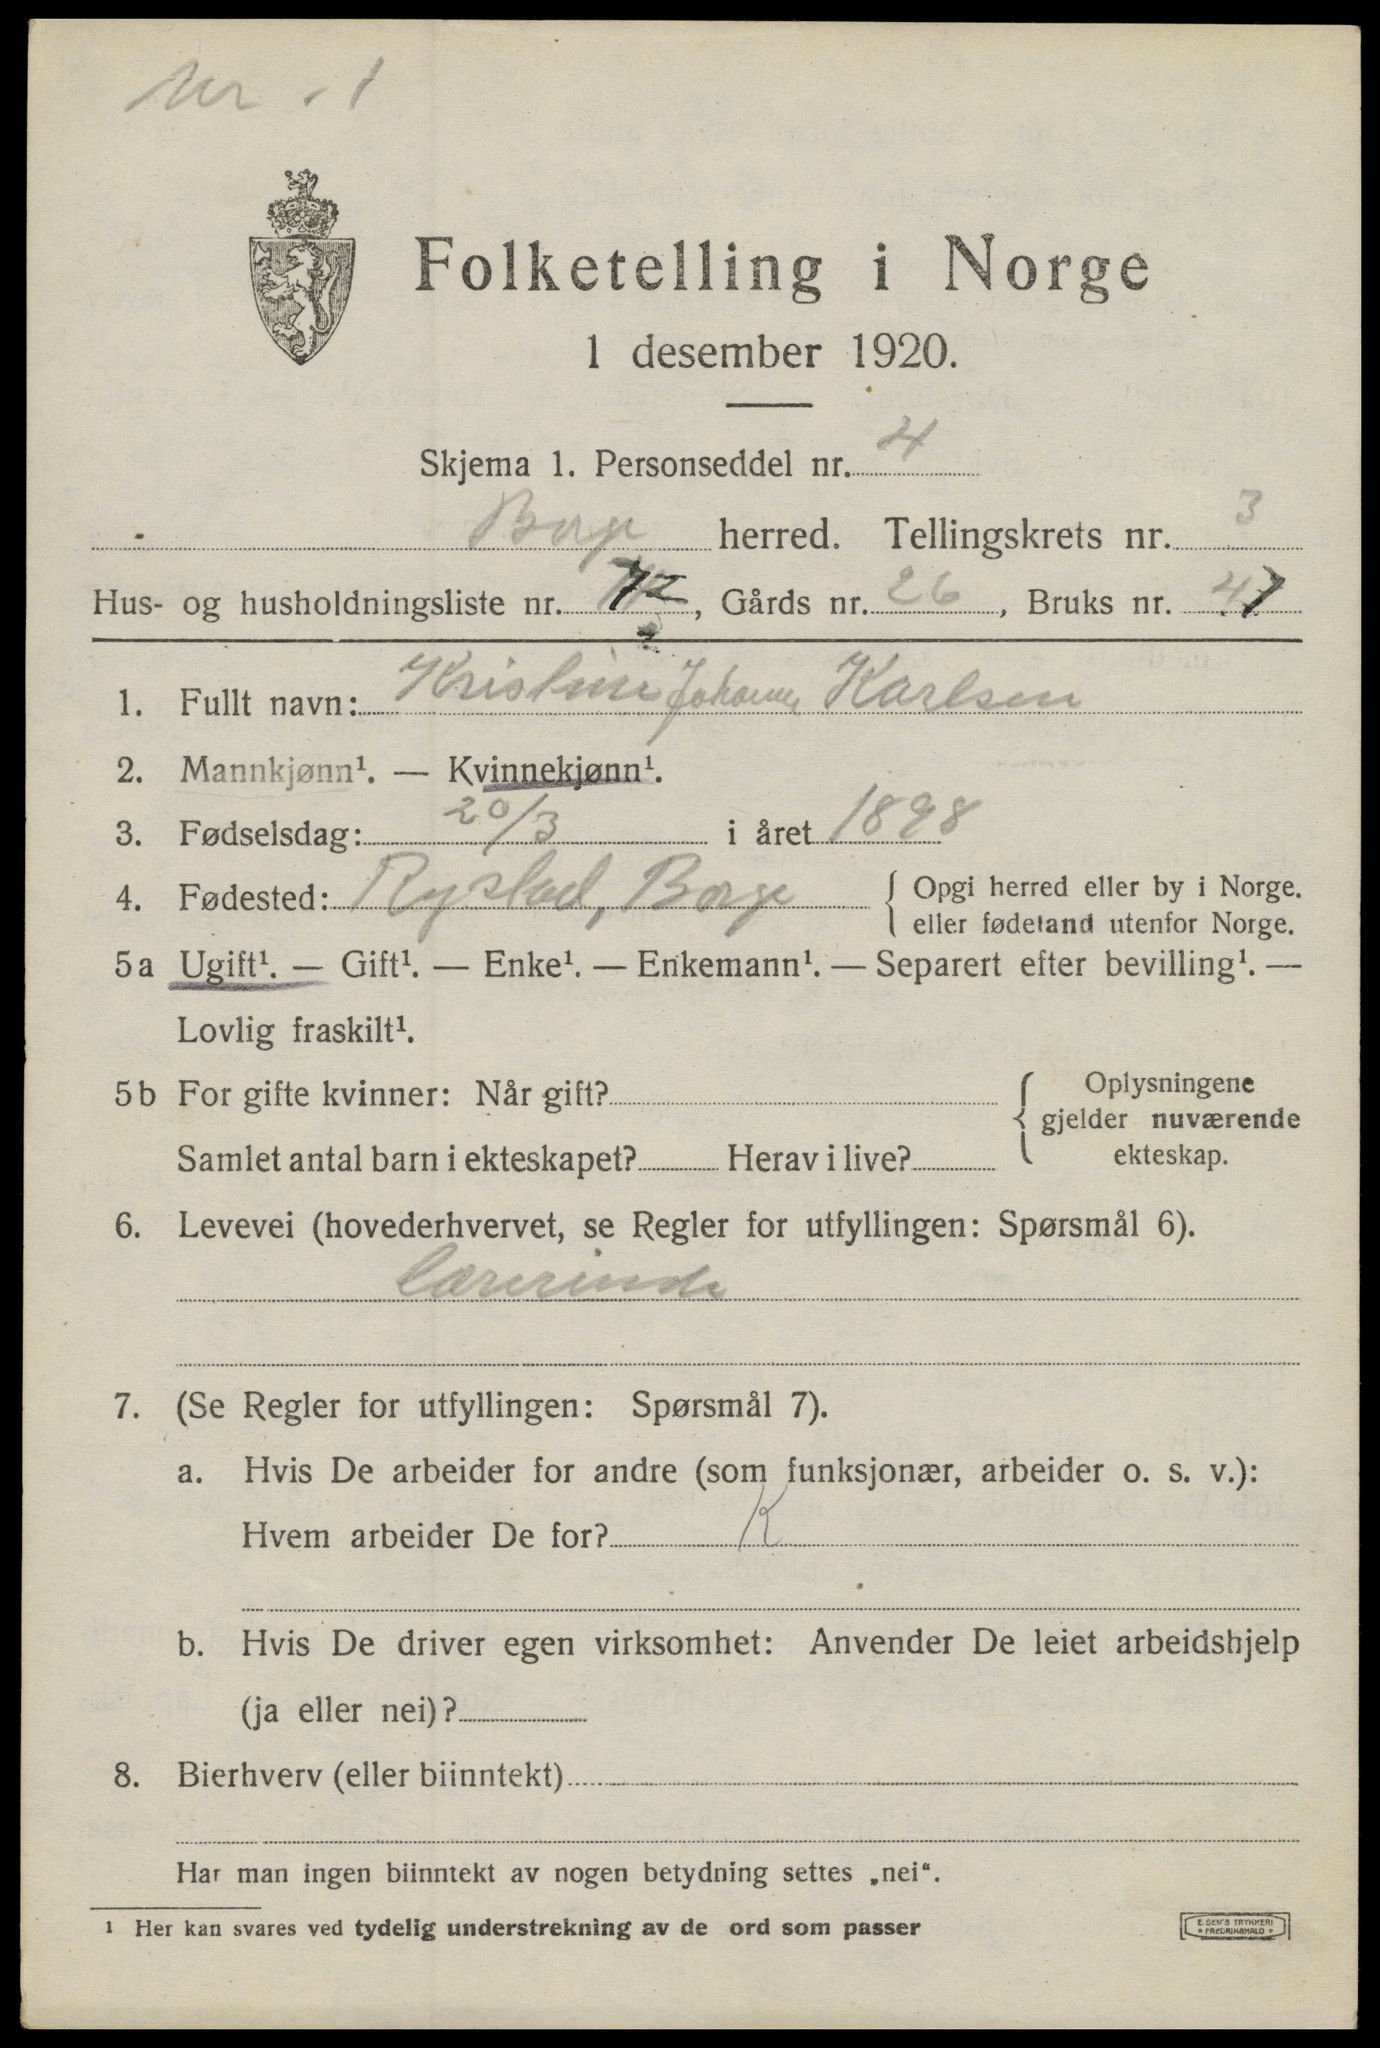 Nr. 1
Folketelling i Norge
1 desember 1920.
Skjema 1. Personseddel nr. 4
Borge herred. Tellingskrets nr. 3
Hus- og husholdningsliste nr. 72, Gårds nr. 26, Bruks nr. 47
1. Fullt navn: Kristine Johanne Karlsen
2. Mannkjønn¹. — Kvinnekjønn¹.
3. Fødselsdag: 20/3 i året 1898
4. Fødested: Rystad, Borge { Opgi herred eller by i Norge.
eller fødeland utenfor Norge.
5a Ugift¹. — Gift¹. — Enke¹. — Enkemann¹. — Separert efter bevilling¹. —
Lovlig fraskilt¹.
5b For gifte kvinner: Når gift? { Oplysningene
gjelder nuværende
Samlet antal barn i ekteskapet? Herav i live? ekteskap.
6. Levevei (hovederhvervet, se Regler for utfyllingen: Spørsmål 6).
Lærerinde
7. (Se Regler for utfyllingen: Spørsmål 7).
a. Hvis De arbeider for andre (som funksjonær, arbeider o. s. v.):
Hvem arbeider De for? K
b. Hvis De driver egen virksomhet: Anvender De leiet arbeidshjelp
(ja eller nei)?
8. Bierhverv (eller biinntekt)
Har man ingen biinntekt av nogen betydning settes „nei“.
¹ Her kan svares ved tydelig understrekning av de ord som passer
E. SEM'S TRYKKERI
• FREDRIKSHALD •